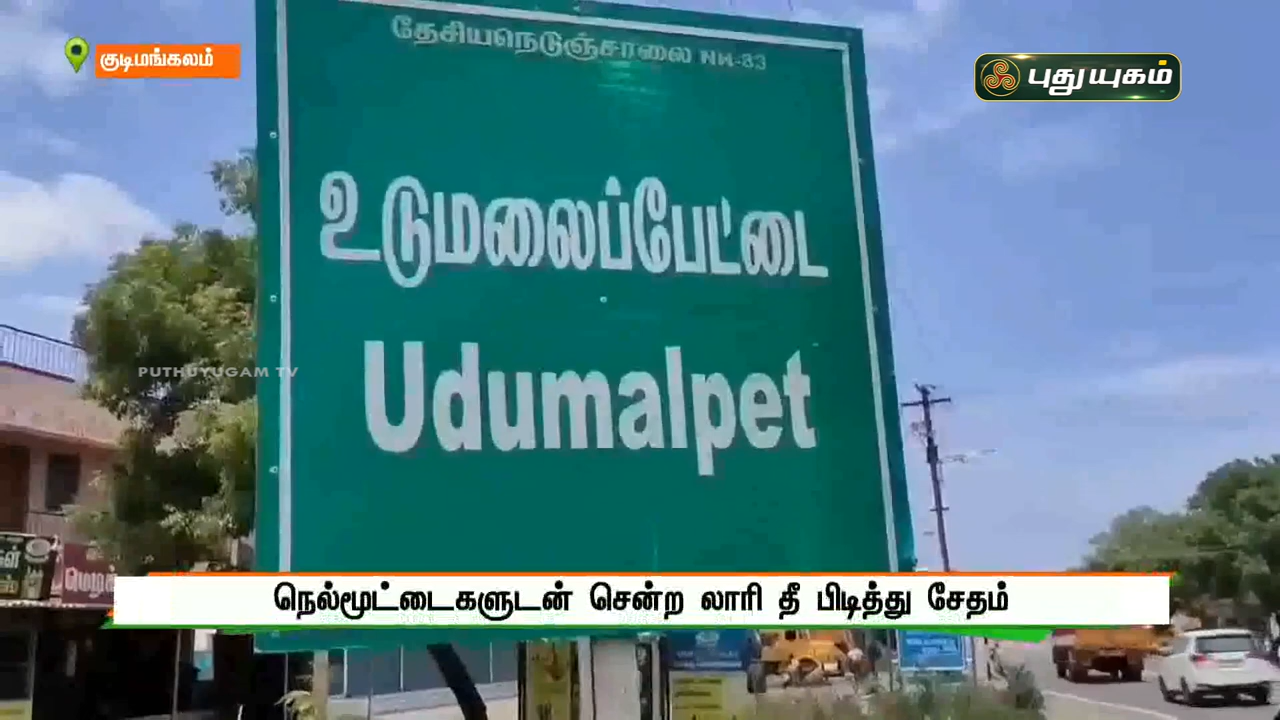 குடிமங்கலம்
புதுயுகம்
தேசியநெடுஞ்சாலை NH-83
உடுமலைப்பேட்டை
Udumalpet
PUTHUYUGAM TV
நெல்மூட்டைகளுடன் சென்ற லாரி தீ பிடித்து சேதம்